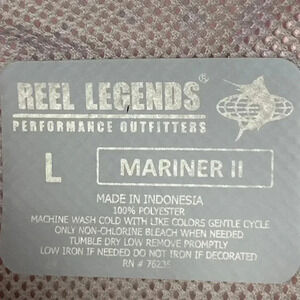 REEL LEGENDS®
PERFORMANCE OUTFITTERS
L MARINER II
MADE IN INDONESIA
100% POLYESTER
MACHINE WASH COLD WITH LIKE COLORS GENTLE CYCLE
ONLY NON-CHLORINE BLEACH WHEN NEEDED
TUMBLE DRY LOW REMOVE PROMPTLY
LOW IRON IF NEEDED DO NOT IRON IF DECORATED
RN # 76235